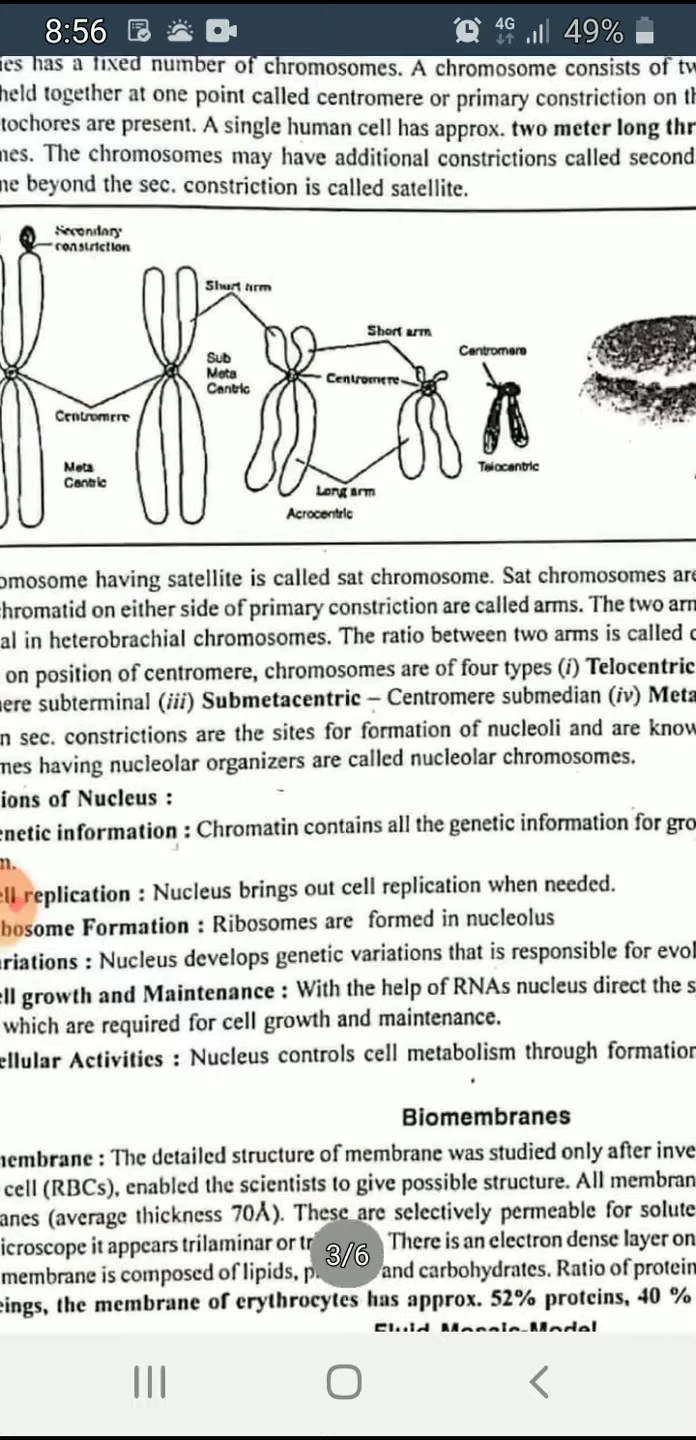 8:56
4G
49%
ies has a fixed number of chromosomes. A chromosome consists of tw
held together at one point called centromere or primary constriction on th
tochores are present. A single human cell has approx. two meter long thr
nes. The chromosomes may have additional constrictions called second
ne beyond the sec. constriction is called satellite.
Secondary
constriction
Short arm
Short arm
Centromere
Sub
Meta
Centric
Centromere
Centromere
Meta
Centric
Telocentric
Long arm
Acrocentric
omosome having satellite is called sat chromosome. Sat chromosomes are
chromatid on either side of primary constriction are called arms. The two arm
al in heterobrachial chromosomes. The ratio between two arms is called c
on position of centromere, chromosomes are of four types (i) Telocentric
ere subterminal (iii) Submetacentric – Centromere submedian (iv) Meta
n sec. constrictions are the sites for formation of nucleoli and are know
mes having nucleolar organizers are called nucleolar chromosomes.
ions of Nucleus :
enetic information : Chromatin contains all the genetic information for gro
m.
ell replication : Nucleus brings out cell replication when needed.
bosome Formation : Ribosomes are formed in nucleolus
ariations : Nucleus develops genetic variations that is responsible for evol
ell growth and Maintenance : With the help of RNAs nucleus direct the s
which are required for cell growth and maintenance.
ellular Activities : Nucleus controls cell metabolism through formation
Biomembranes
membrane : The detailed structure of membrane was studied only after inve
cell (RBCs), enabled the scientists to give possible structure. All membran
anes (average thickness 70Å). These are selectively permeable for solute
icroscope it appears trilaminar or tr There is an electron dense layer on
3/6
membrane is composed of lipids, p and carbohydrates. Ratio of protein
eings, the membrane of erythrocytes has approx. 52% proteins, 40 %
Fluid Mosaic Model